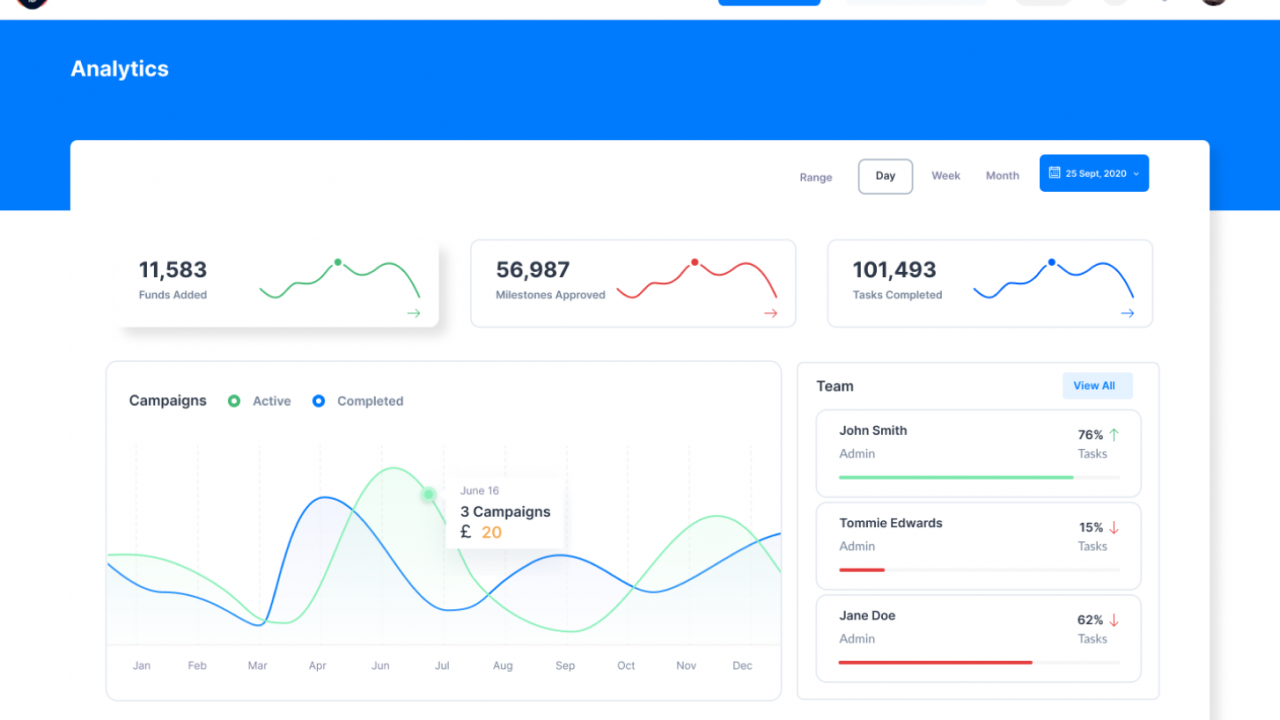 Analytics
Range Day Week Month 25 Sept, 2020
11,583
Funds Added
56,987
Milestones Approved
101,493
Tasks Completed
Campaigns Active Completed
June 16
3 Campaigns
£ 20
Jan Feb Mar Apr Jun Jul Aug Sep Oct Nov Dec
Team View All
John Smith
76%
Admin
Tasks
Tommie Edwards
15%
Admin
Tasks
Jane Doe
62%
Admin
Tasks